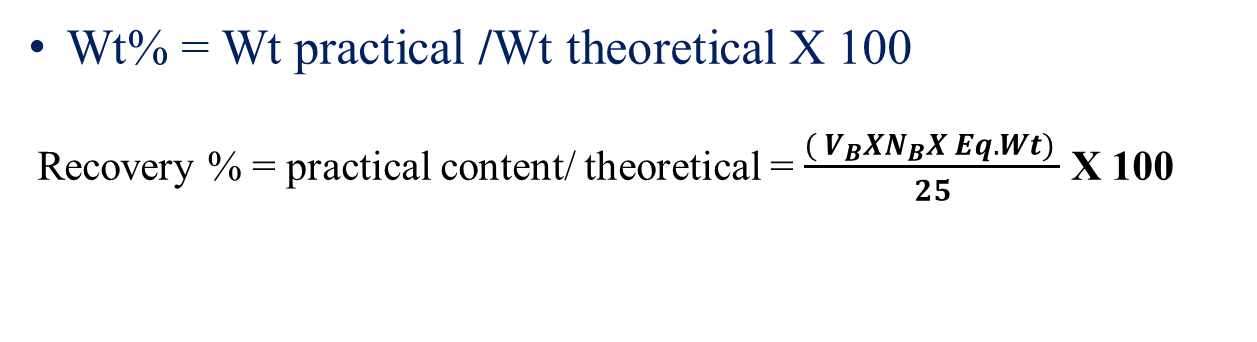 • Wt% = Wt practical /Wt theoretical X 100
Recovery % = practical content/ theoretical = ( V_B X N_B X Eq.Wt) / 25 X 100